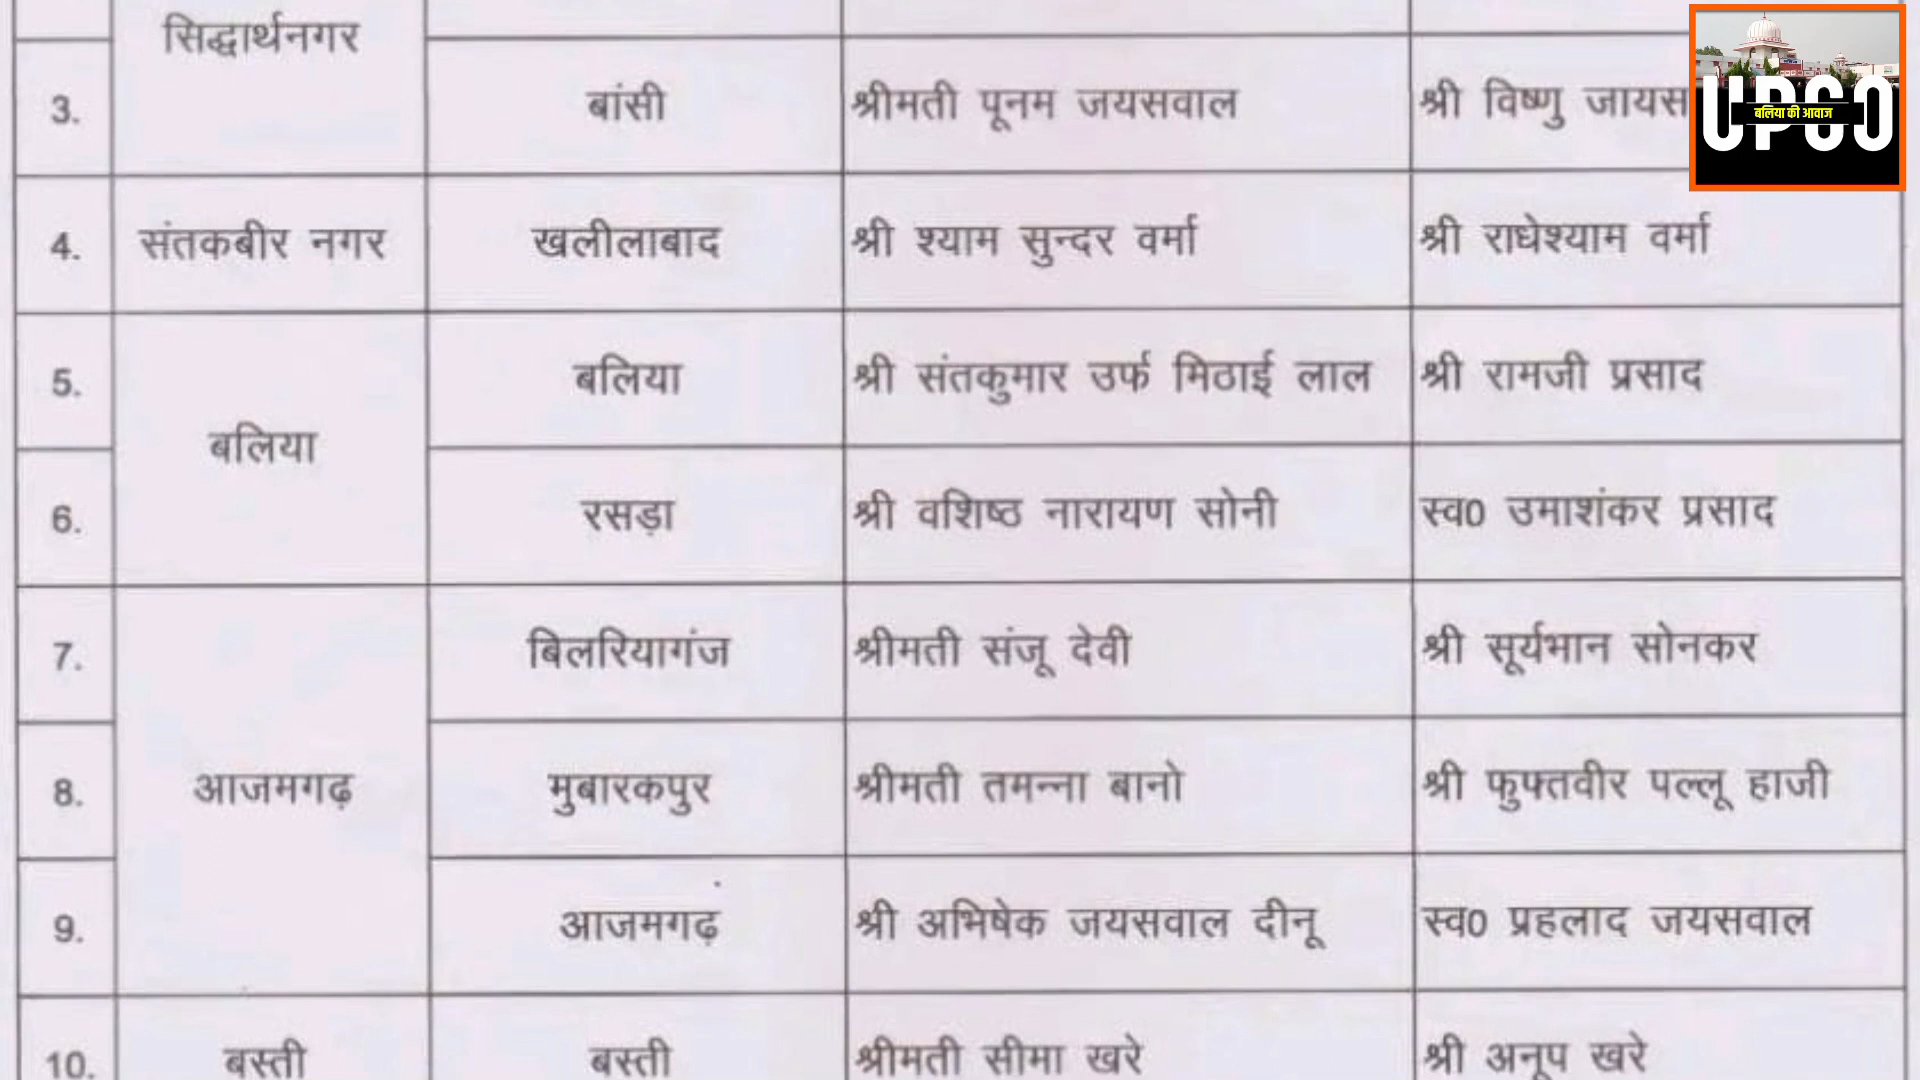 सिद्धार्थनगर
3. बांसी श्रीमती पूनम जयसवाल श्री विष्णु
4. संतकबीर नगर खलीलाबाद श्री श्याम सुन्दर वर्मा श्री राधेश्याम वर्मा
5. बलिया श्री संतकुमार उर्फ मिठाई लाल श्री रामजी प्रसाद
बलिया
6. रसड़ा श्री वशिष्ठ नारायण सोनी स्व0 उमाशंकर प्रसाद
7. बिलरियागंज श्रीमती संजू देवी श्री सूर्यभान सोनकर
8. आजमगढ़ मुबारकपुर श्रीमती तमन्ना बानो श्री फुफ्तवीर पल्लू हाजी
9. आजमगढ़ श्री अभिषेक जयसवाल दीनू स्व0 प्रहलाद जयसवाल
10. बस्ती बस्ती श्रीमती सीमा खरे श्री अनूप खरे
बलिया की आवाज